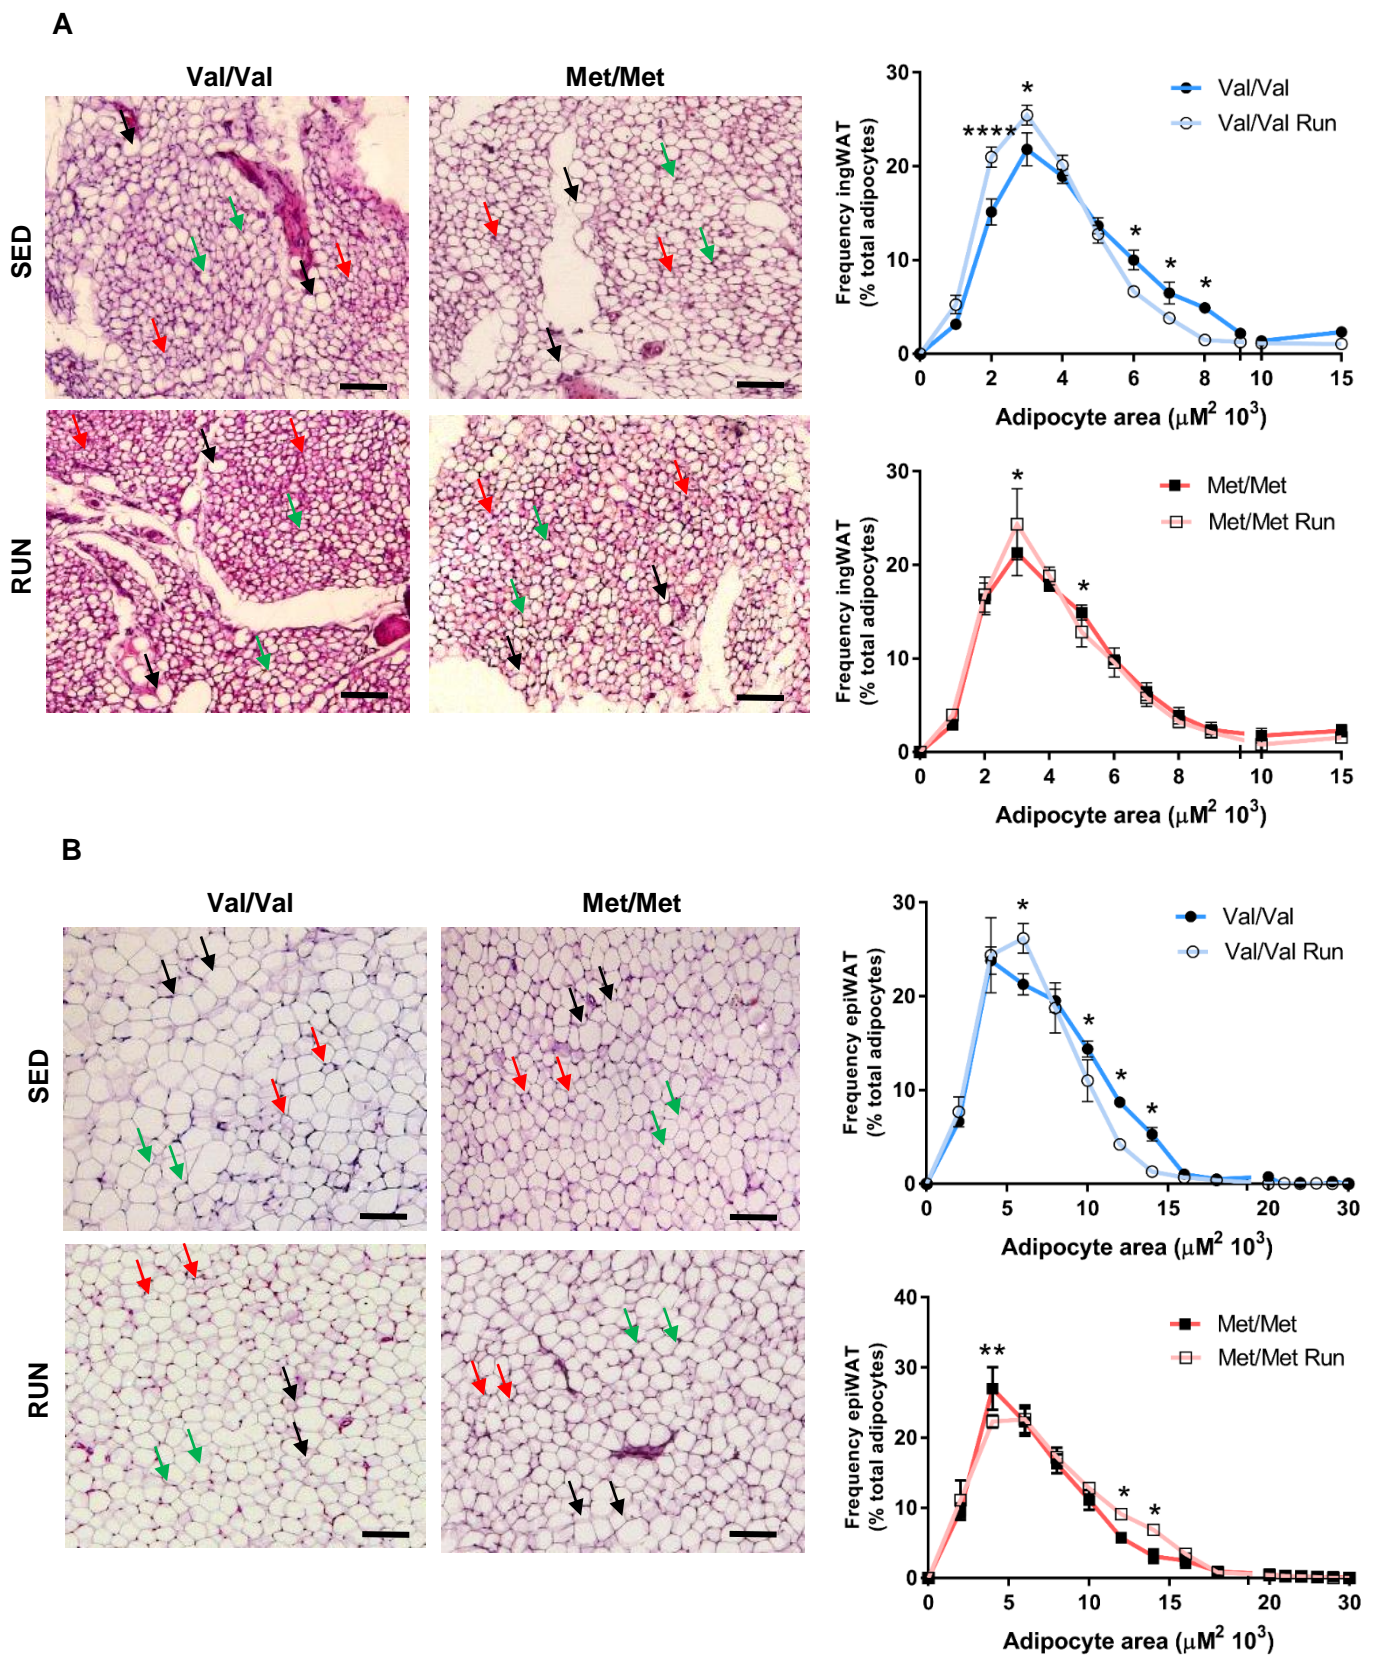 A
Val/Val
Met/Met
SED
RUN
30
20
10
0
Frequency ingWAT
(% total adipocytes)
Val/Val
Val/Val Run
****
*
*
*
*
0 2 4 6 8 10 15
Adipocyte area (μM² 10³)
30
20
10
0
Frequency ingWAT
(% total adipocytes)
Met/Met
Met/Met Run
*
*
0 2 4 6 8 10 15
Adipocyte area (μM² 10³)
B
Val/Val
Met/Met
SED
RUN
30
20
10
0
Frequency epiWAT
(% total adipocytes)
Val/Val
Val/Val Run
*
*
*
*
0 5 10 20 30
Adipocyte area (μM² 10³)
40
30
20
10
0
Frequency epiWAT
(% total adipocytes)
Met/Met
Met/Met Run
**
*
*
0 5 10 20 30
Adipocyte area (μM² 10³)